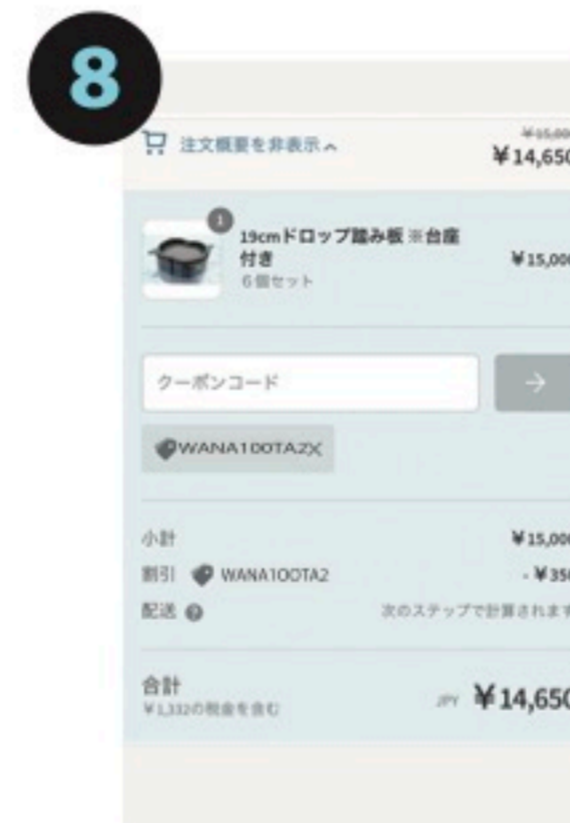 8
注文概要を非表示
¥15,000
¥14,650
1
19cmドロップ踏み板 ※台座
付き
¥15,000
6個セット
クーポンコード
→
WANA100TA2X
小計 ¥15,000
割引 WANA100TA2 - ¥350
配送 ? 次のステップで計算されます
合計
¥1,332の税金を含む
JPY ¥14,650